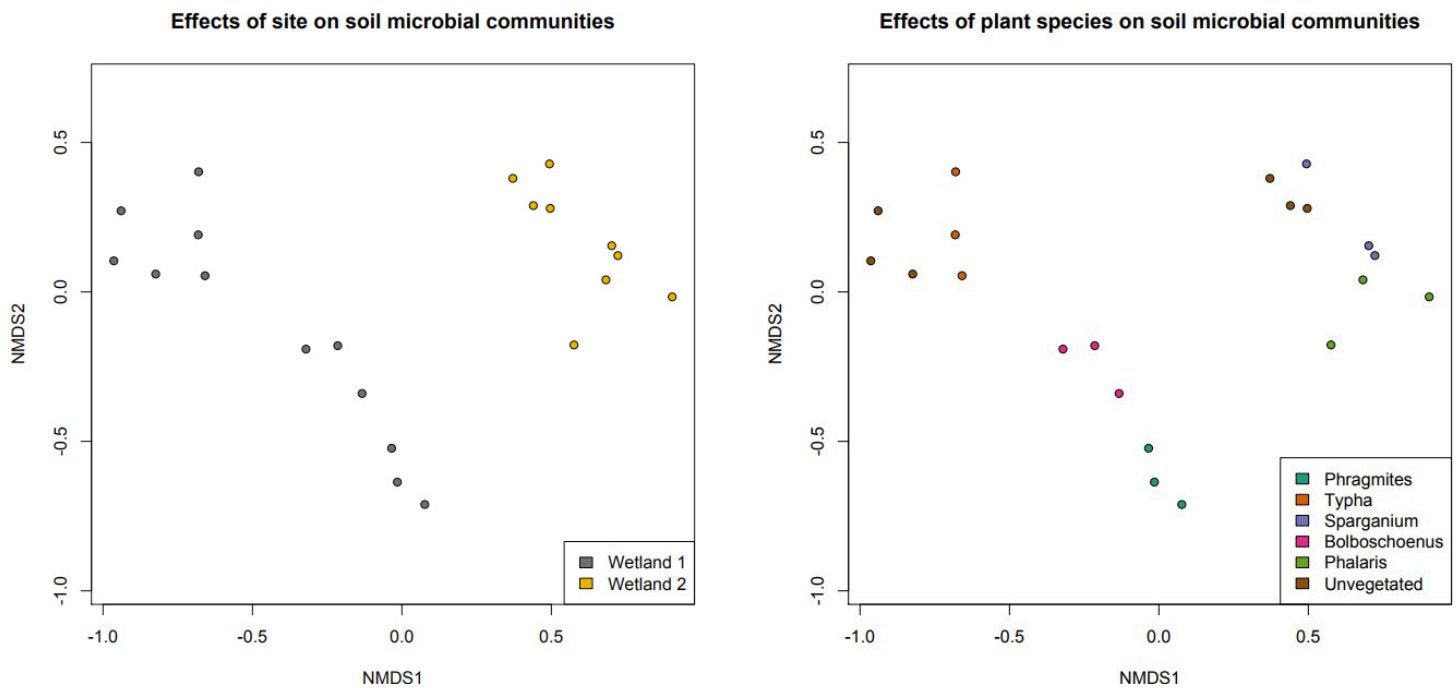 Effects of site on soil microbial communities
0.5
0.0
-0.5
-1.0
NMDS2
-1.0 -0.5 0.0 0.5
NMDS1
Wetland 1
Wetland 2
Effects of plant species on soil microbial communities
0.5
0.0
-0.5
-1.0
NMDS2
-1.0 -0.5 0.0 0.5
NMDS1
Phragmites
Typha
Sparganium
Bolboschoenus
Phalaris
Unvegetated